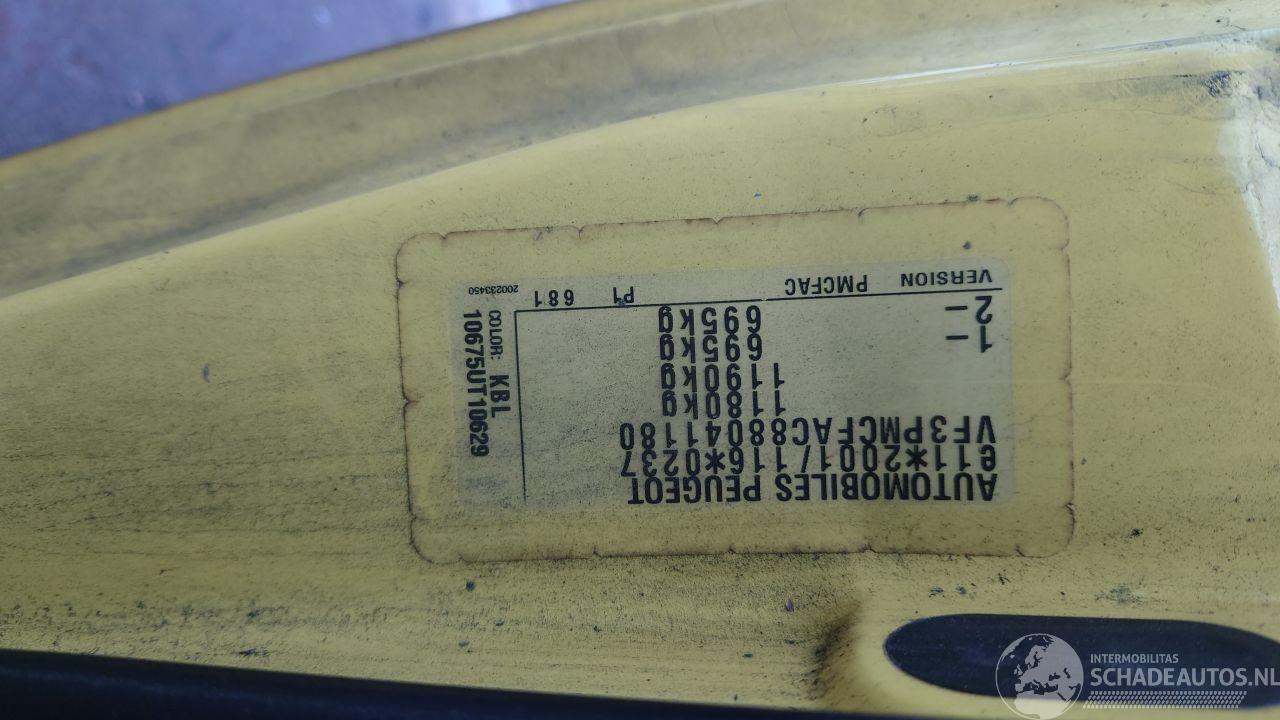 AUTOMOBILES PEUGEOT
e11*2001/116*0237
VF3PMCFAC88041180
1180kg
1190kg
1– 695kg
2– 695kg
VERSION PMCFAC P1 681
200233450
COLOR: KBL
10675UT10629
INTERMOBILITAS
SCHADEAUTOS.NL